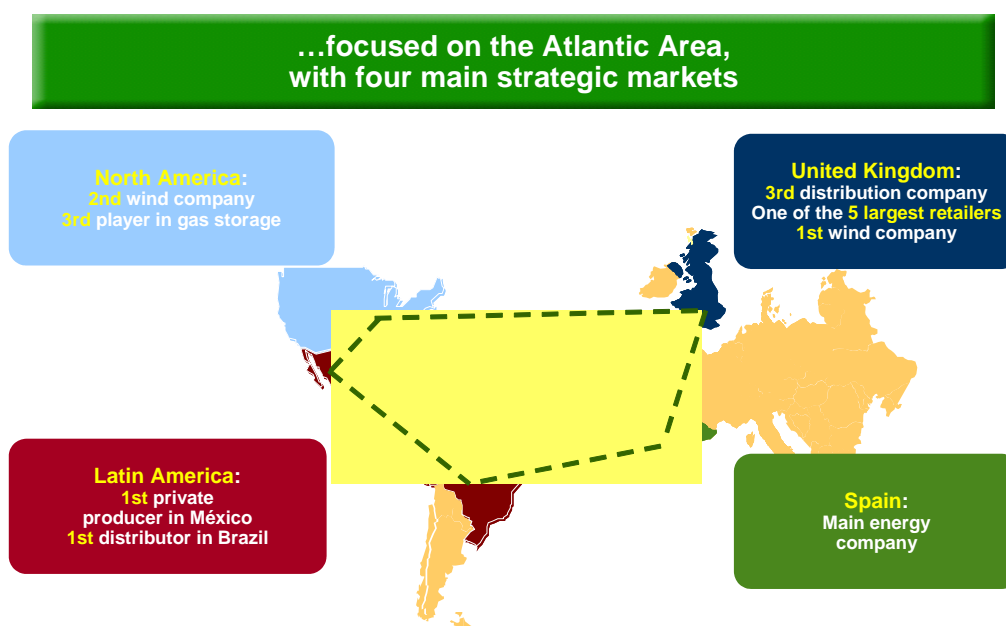 …focused on the Atlantic Area,
with four main strategic markets
North America:
2nd wind company
3rd player in gas storage
United Kingdom:
3rd distribution company
One of the 5 largest retailers
1st wind company
Latin America:
1st private
producer in México
1st distributor in Brazil
Spain:
Main energy
company